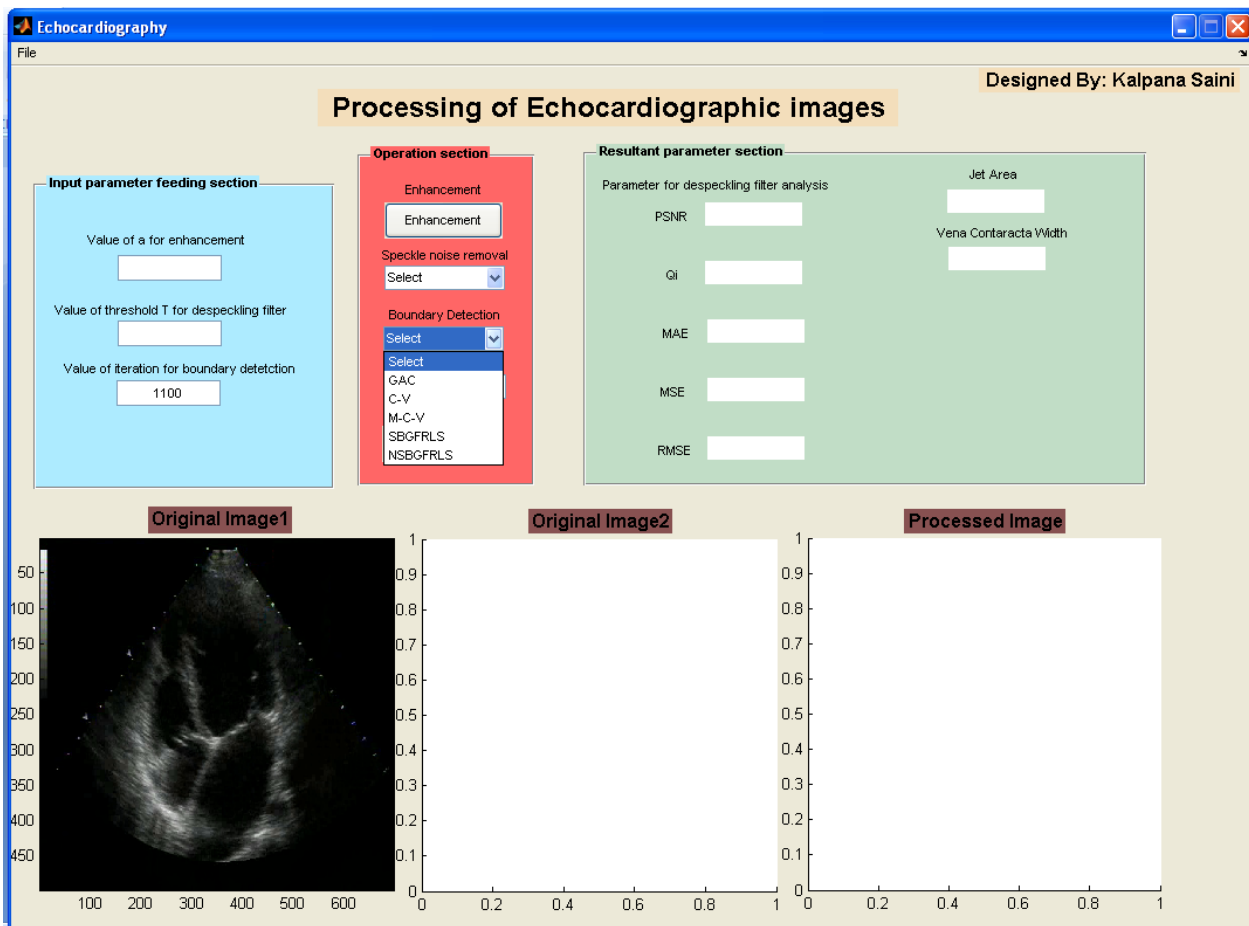 Echocardiography
File
Designed By: Kalpana Saini
Processing of Echocardiographic images
Input parameter feeding section
Value of a for enhancement
Value of threshold T for despeckling filter
Value of iteration for boundary detetction
1100
Operation section
Enhancement
Enhancement
Speckle noise removal
Select
Boundary Detection
Select
Select
GAC
C-V
M-C-V
SBGFRLS
NSBGFRLS
Resultant parameter section
Parameter for despeckling filter analysis
PSNR
Qi
MAE
MSE
RMSE
Jet Area
Vena Contaracta Width
Original Image1
50
100
150
200
250
300
350
400
450
100 200 300 400 500 600
Original Image2
1
0.9
0.8
0.7
0.6
0.5
0.4
0.3
0.2
0.1
0
0 0.2 0.4 0.6 0.8 1
Processed Image
1
0.9
0.8
0.7
0.6
0.5
0.4
0.3
0.2
0.1
0
0 0.2 0.4 0.6 0.8 1